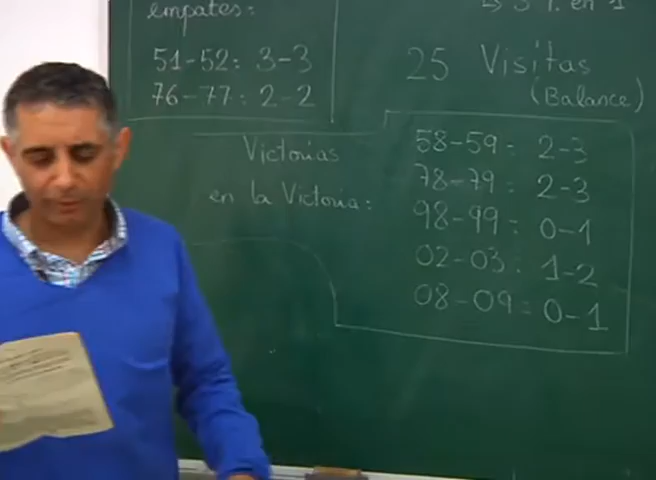 empates:
51-52: 3-3
76-77: 2-2
25 Visitas
(Balance)
Victorias
en la Victoria:
58-59: 2-3
78-79: 2-3
98-99: 0-1
02-03: 1-2
08-09: 0-1